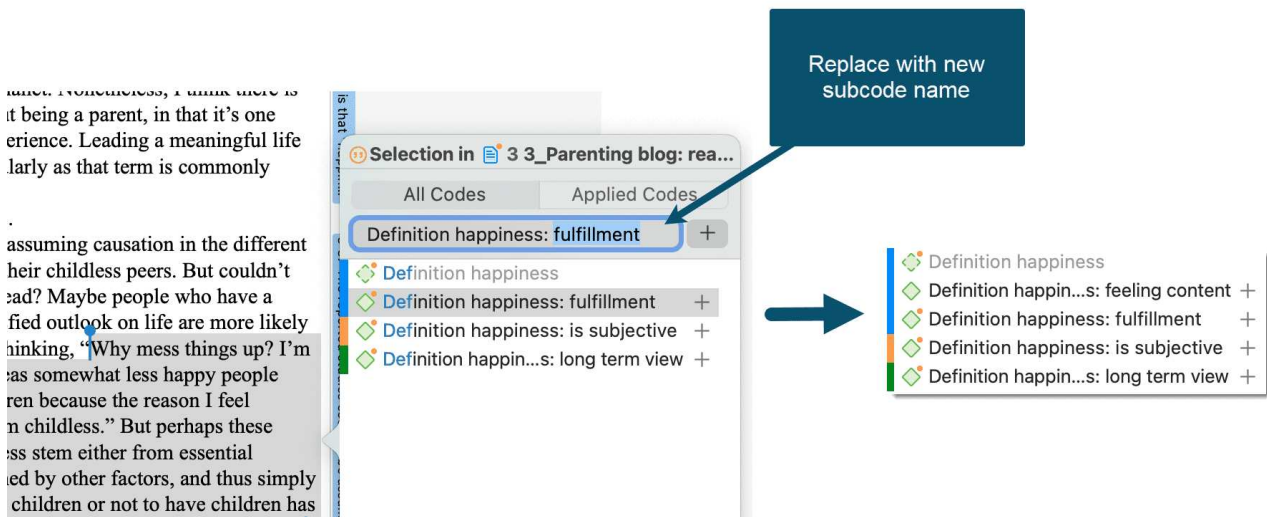 Replace with new
subcode name
it being a parent, in that it's one
erience. Leading a meaningful life
larly as that term is commonly
.
assuming causation in the different
heir childless peers. But couldn't
ead? Maybe people who have a
fied outlook on life are more likely
hinking, "Why mess things up? I'm
eas somewhat less happy people
ren because the reason I feel
n childless." But perhaps these
ess stem either from essential
ned by other factors, and thus simply
children or not to have children has
is that
Selection in 3 3_Parenting blog: rea...
All Codes Applied Codes
Definition happiness: fulfillment +
Definition happiness
Definition happiness: fulfillment +
Definition happiness: is subjective +
Definition happin...s: long term view +
Definition happiness
Definition happin...s: feeling content +
Definition happiness: fulfillment +
Definition happiness: is subjective +
Definition happin...s: long term view +